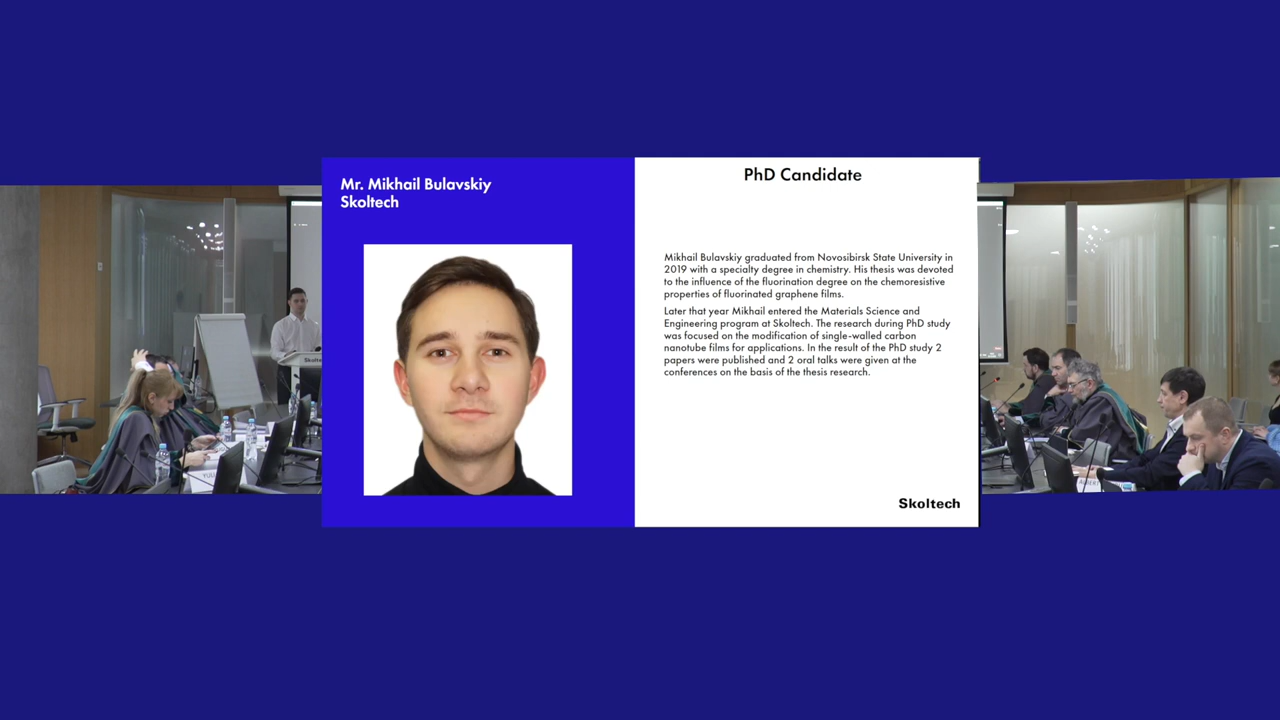 Mr. Mikhail Bulavskiy
Skoltech
PhD Candidate
Mikhail Bulavskiy graduated from Novosibirsk State University in
2019 with a specialty degree in chemistry. His thesis was devoted
to the influence of the fluorination degree on the chemoresistive
properties of fluorinated graphene films.
Later that year Mikhail entered the Materials Science and
Engineering program at Skoltech. The research during PhD study
was focused on the modification of single-walled carbon
nanotube films for applications. In the result of the PhD study 2
papers were published and 2 oral talks were given at the
conferences on the basis of the thesis research.
Skoltech